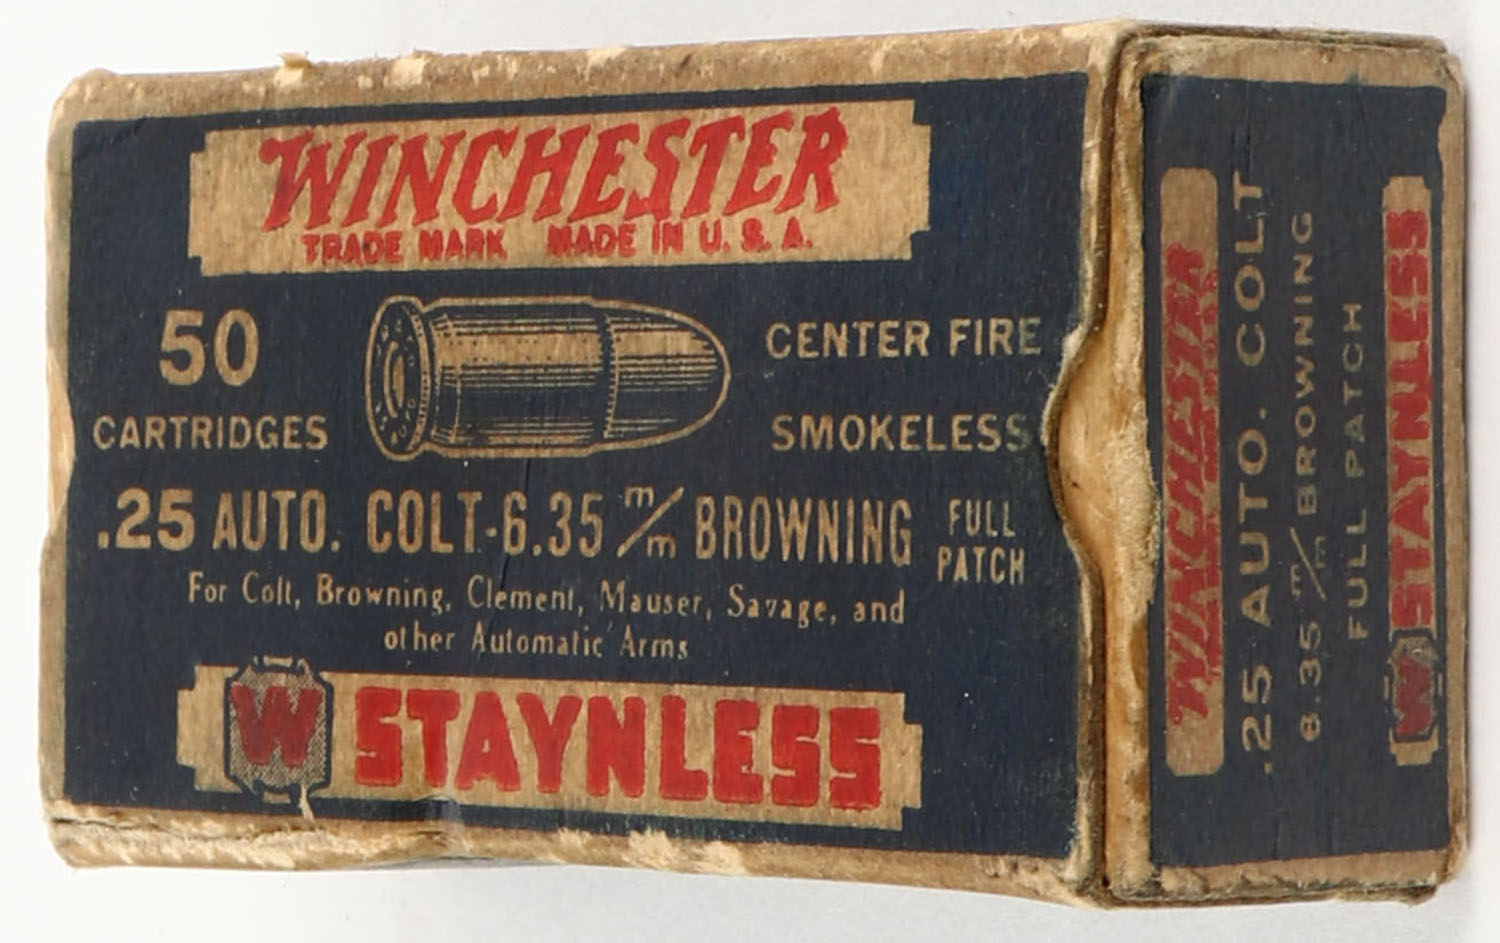 WINCHESTER
TRADE MARK MADE IN U. S. A.
50
CARTRIDGES
CENTER FIRE
SMOKELESS
.25 AUTO. COLT-6.35 m/m BROWNING FULL PATCH
For Colt, Browning, Clement, Mauser, Savage, and
other Automatic Arms
W STAYNLESS
WINCHESTER
.25 AUTO. COLT
6.35 m/m BROWNING
FULL PATCH
W STAYNLESS